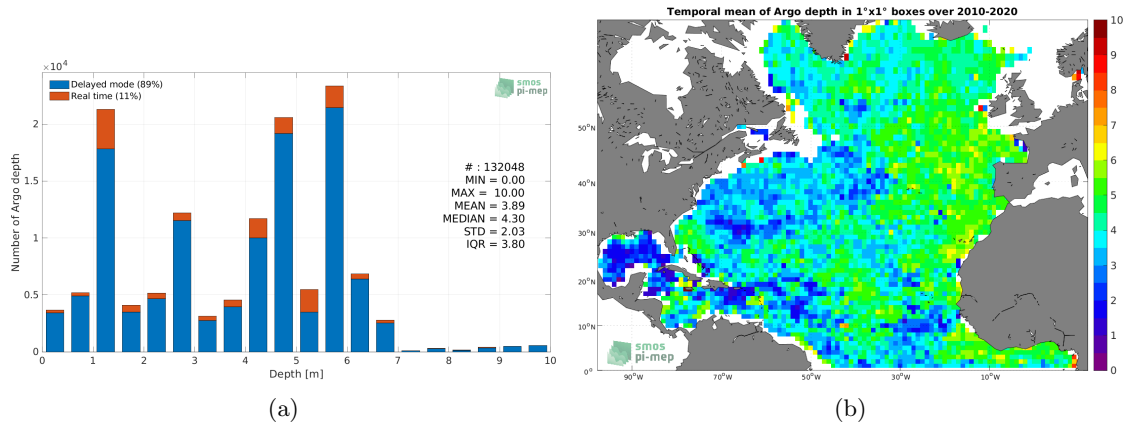 ×10⁴
Delayed mode (89%)
Real time (11%)
smos
pi-mep
# : 132048
MIN = 0.00
MAX = 10.00
MEAN = 3.89
MEDIAN = 4.30
STD = 2.03
IQR = 3.80
Number of Argo depth
2
1.5
1
0.5
0
0 1 2 3 4 5 6 7 8 9 10
Depth [m]
(a)
Temporal mean of Argo depth in 1°x1° boxes over 2010-2020
50°N
40°N
30°N
20°N
10°N
0°
90°W 70°W 50°W 30°W 10°W
smos
pi-mep
10
9
8
7
6
5
4
3
2
1
0
(b)